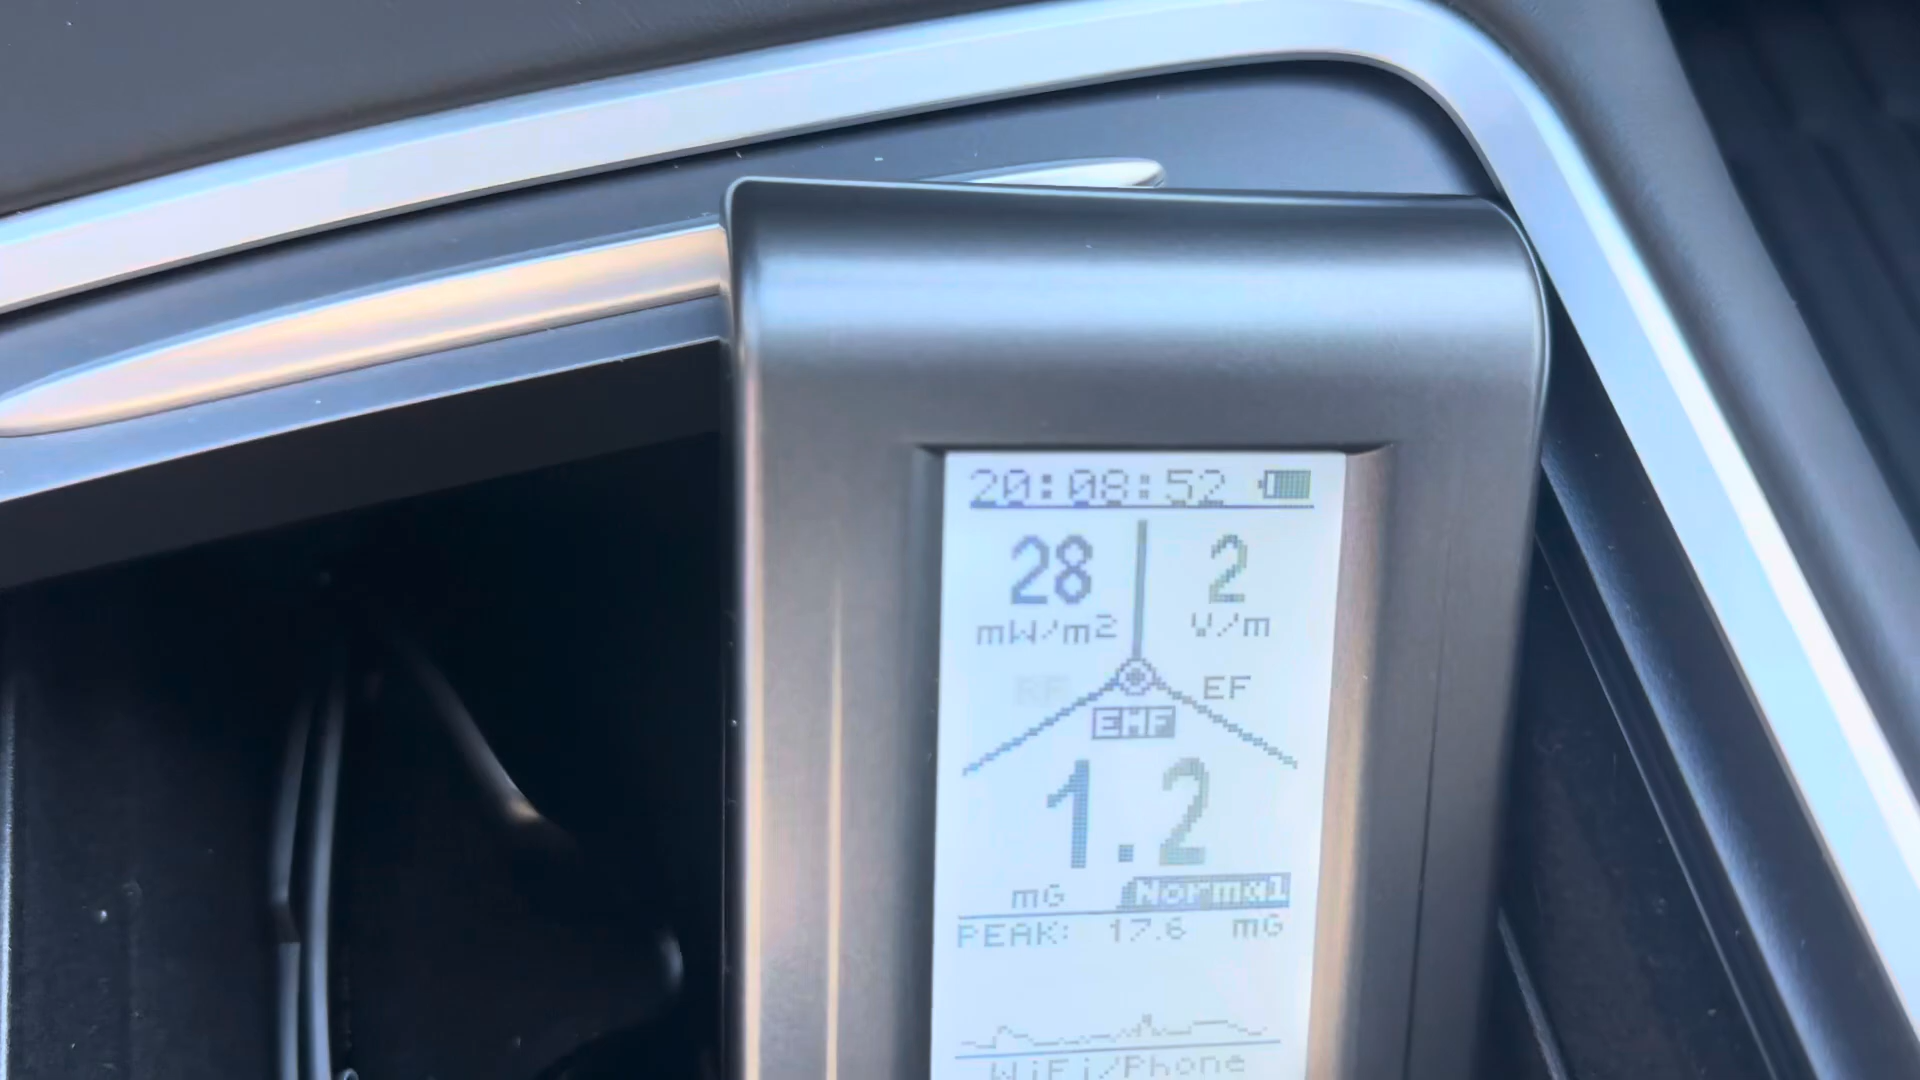 20:08:52
28 2
mW/m² V/m
RF EF
EMF
1.2
mG Normal
PEAK: 17.6 mG
WiFi/Phone